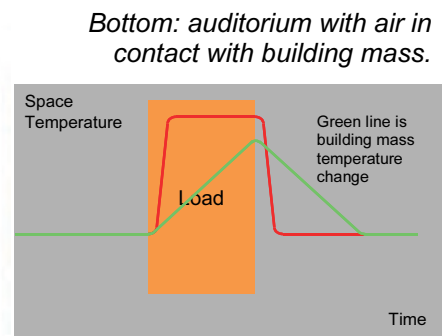 Bottom: auditorium with air in
contact with building mass.
Space
Temperature
Green line is
building mass
temperature
change
Load
Time